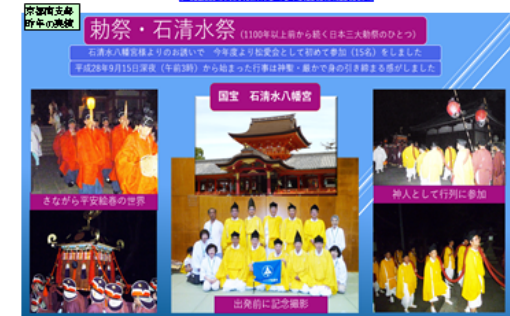 京都南支部
昨年の実績
勅祭・石清水祭（1100年以上前から続く日本三大勅祭のひとつ）
石清水八幡宮様よりのお誘いで　今年度より松愛会として初めて参加（15名）をしました
平成28年9月15日深夜（午前3時）から始まった行事は神聖・厳かで身の引き締まる感がしました
国宝　石清水八幡宮
さながら平安絵巻の世界
神人として行列に参加
出発前に記念撮影